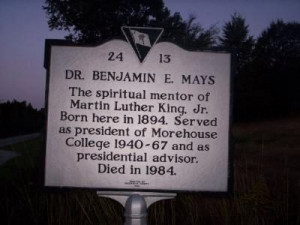 24 13
DR. BENJAMIN E. MAYS
The spiritual mentor of
Martin Luther King, Jr.
Born here in 1894. Served
as president of Morehouse
College 1940-67 and as
presidential advisor.
Died in 1984.